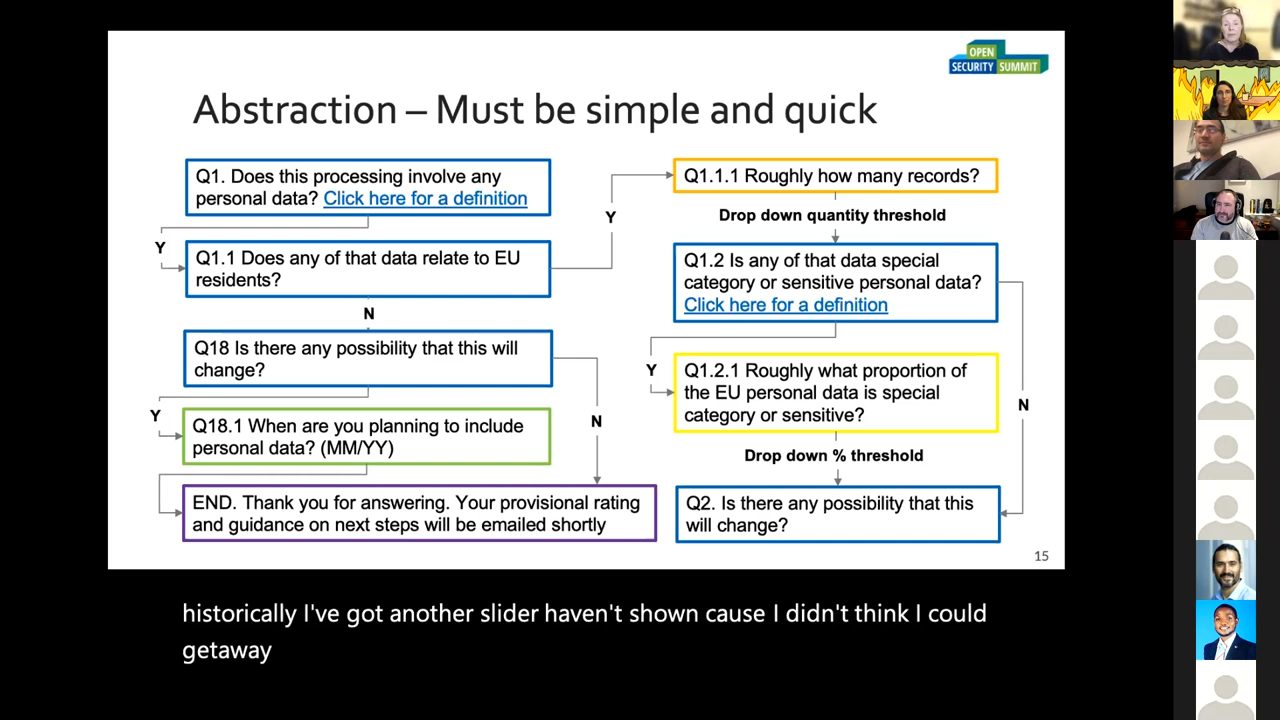 OPEN
SECURITY SUMMIT
Abstraction – Must be simple and quick
Q1. Does this processing involve any
personal data? Click here for a definition
Y
Q1.1 Does any of that data relate to EU
residents?
N
Q18 Is there any possibility that this will
change?
Y
Q18.1 When are you planning to include
personal data? (MM/YY)
N
END. Thank you for answering. Your provisional rating
and guidance on next steps will be emailed shortly
Y
Q1.1.1 Roughly how many records?
Drop down quantity threshold
Q1.2 Is any of that data special
category or sensitive personal data?
Click here for a definition
Y
Q1.2.1 Roughly what proportion of
the EU personal data is special
category or sensitive?
N
Drop down % threshold
Q2. Is there any possibility that this
will change?
15
historically I've got another slider haven't shown cause I didn't think I could
getaway